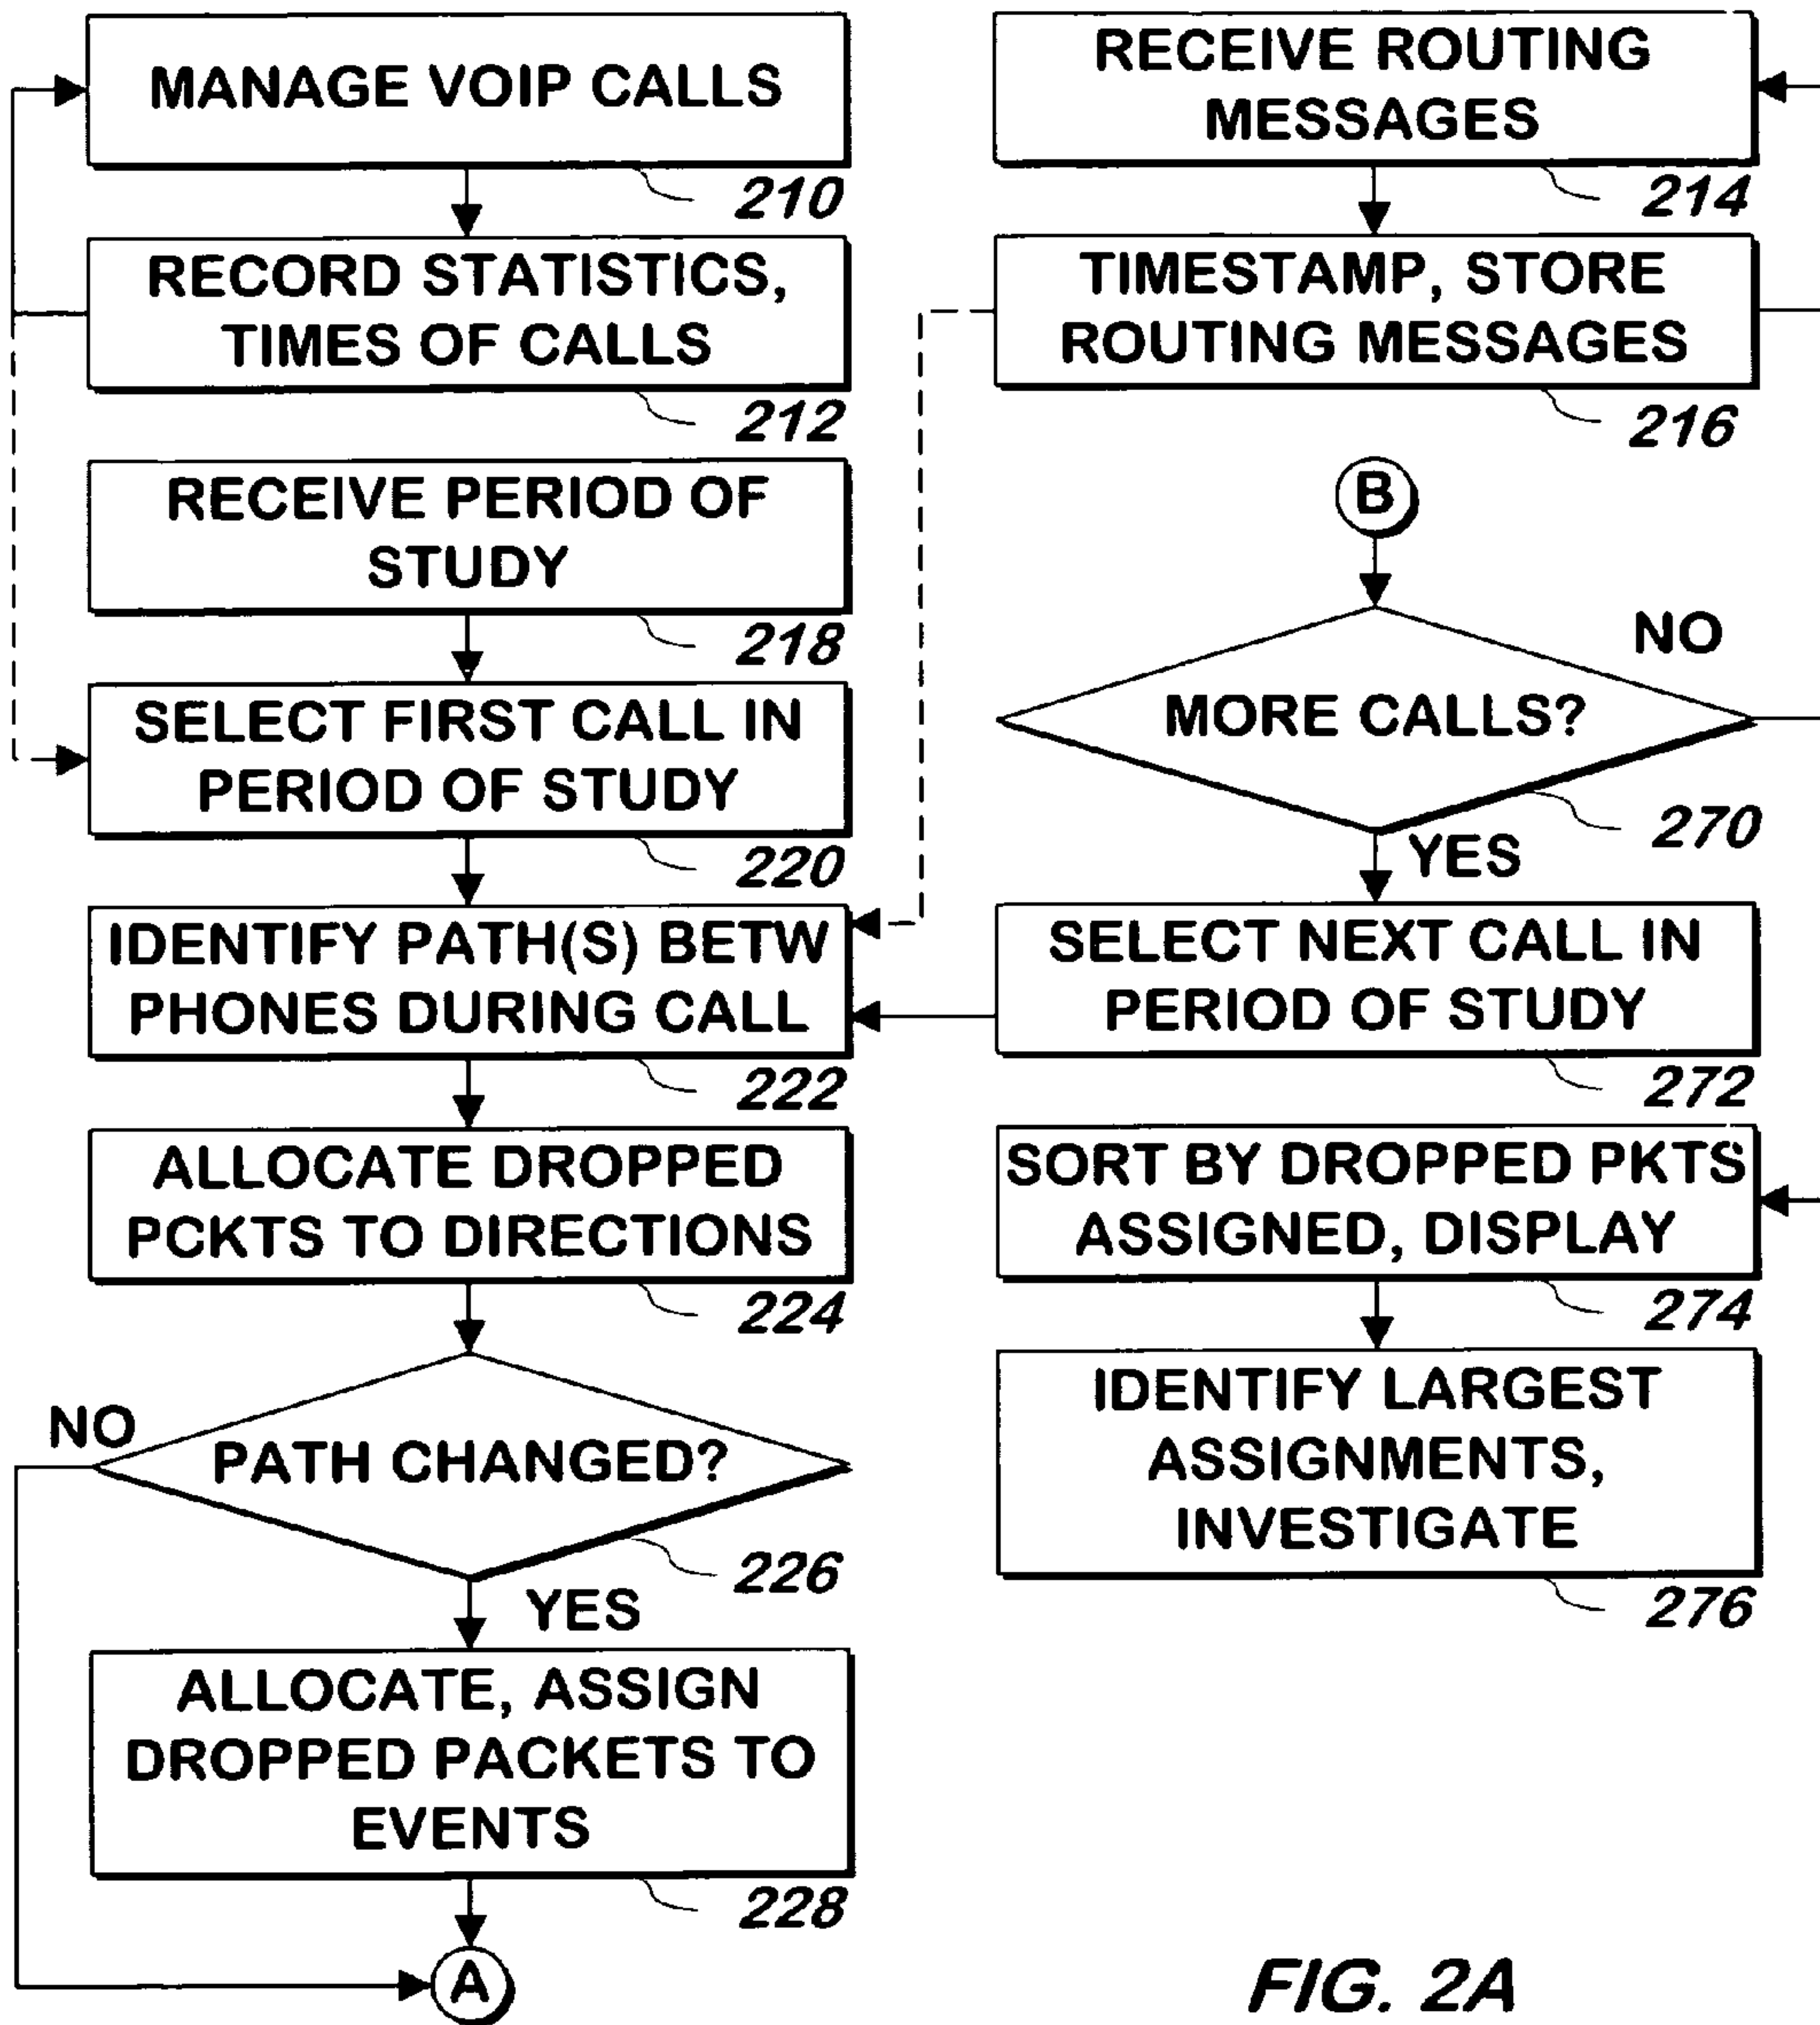 MANAGE VOIP CALLS
210
RECORD STATISTICS,
TIMES OF CALLS
212
RECEIVE PERIOD OF
STUDY
218
SELECT FIRST CALL IN
PERIOD OF STUDY
220
IDENTIFY PATH(S) BETW
PHONES DURING CALL
222
ALLOCATE DROPPED
PCKTS TO DIRECTIONS
224
NO
PATH CHANGED?
226
YES
ALLOCATE, ASSIGN
DROPPED PACKETS TO
EVENTS
228
A
RECEIVE ROUTING
MESSAGES
214
TIMESTAMP, STORE
ROUTING MESSAGES
216
B
NO
MORE CALLS?
270
YES
SELECT NEXT CALL IN
PERIOD OF STUDY
272
SORT BY DROPPED PKTS
ASSIGNED, DISPLAY
274
IDENTIFY LARGEST
ASSIGNMENTS,
INVESTIGATE
276
FIG. 2A